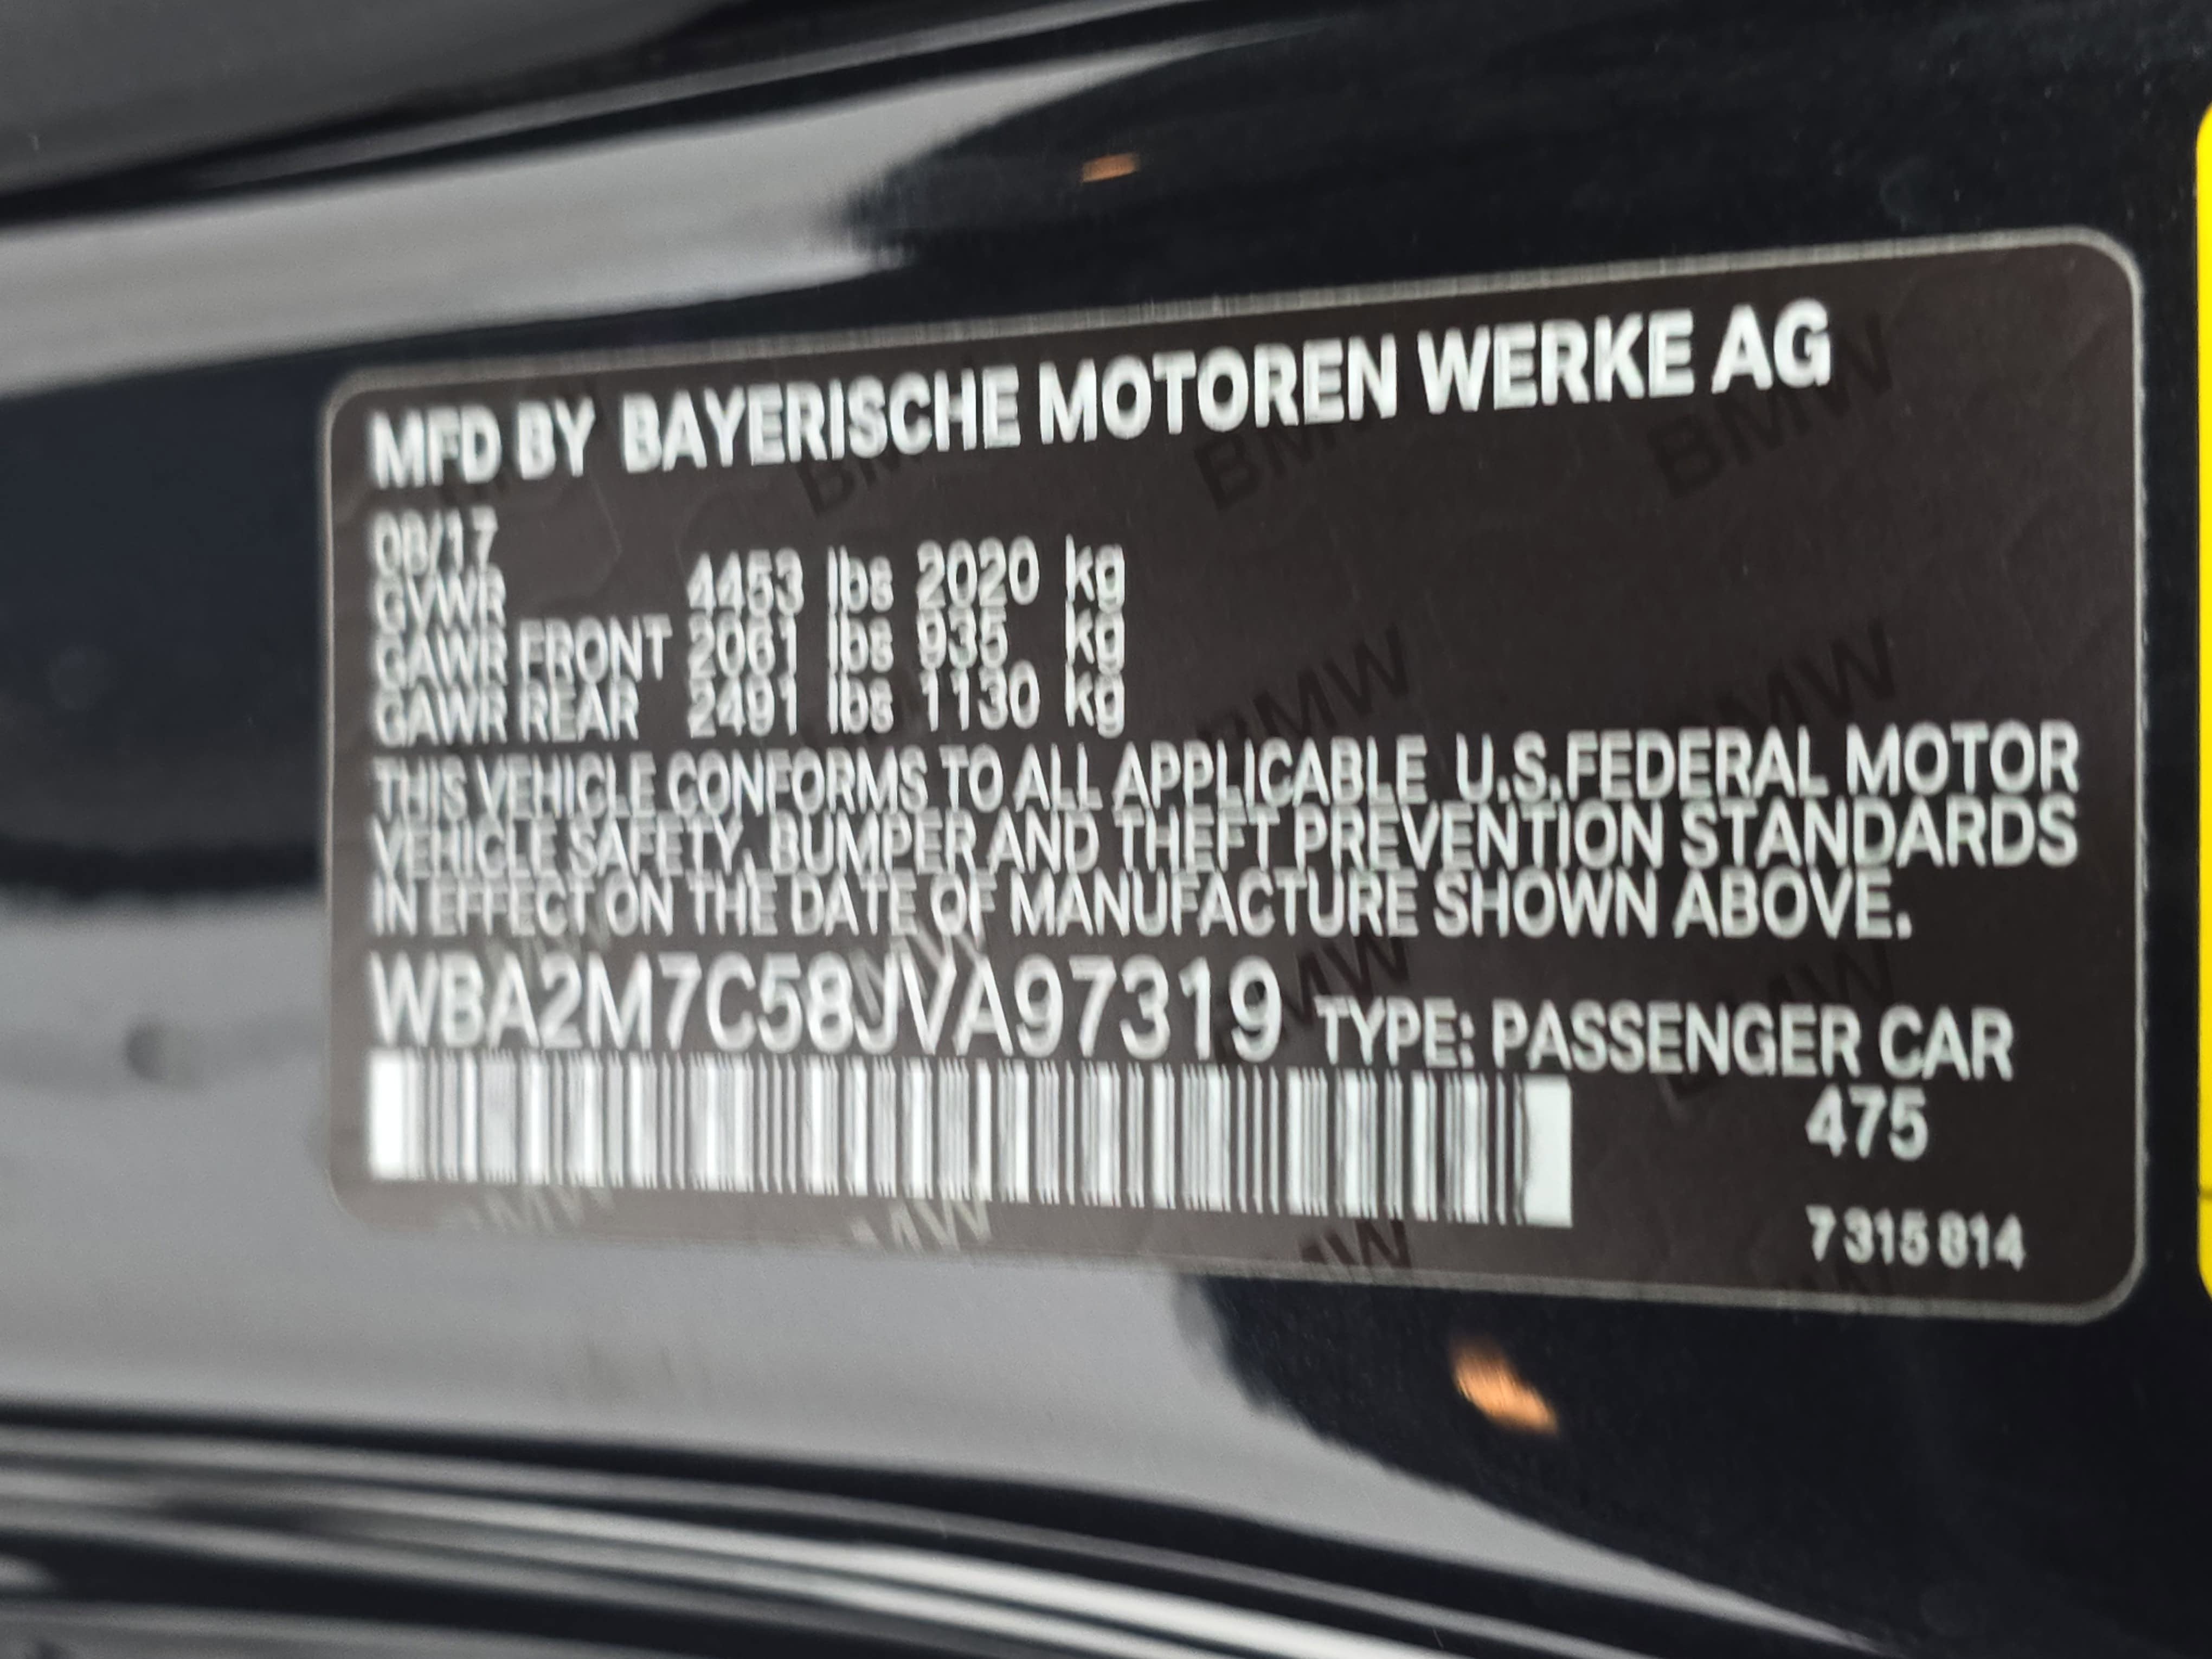 MFD BY BAYERISCHE MOTOREN WERKE AG
08/17
GVWR 4453 lbs 2020 kg
GAWR FRONT 2061 lbs 935 kg
GAWR REAR 2491 lbs 1130 kg
THIS VEHICLE CONFORMS TO ALL APPLICABLE U.S.FEDERAL MOTOR
VEHICLE SAFETY, BUMPER AND THEFT PREVENTION STANDARDS
IN EFFECT ON THE DATE OF MANUFACTURE SHOWN ABOVE.
WBA2M7C58JVA97319 TYPE: PASSENGER CAR
475
7 315 814